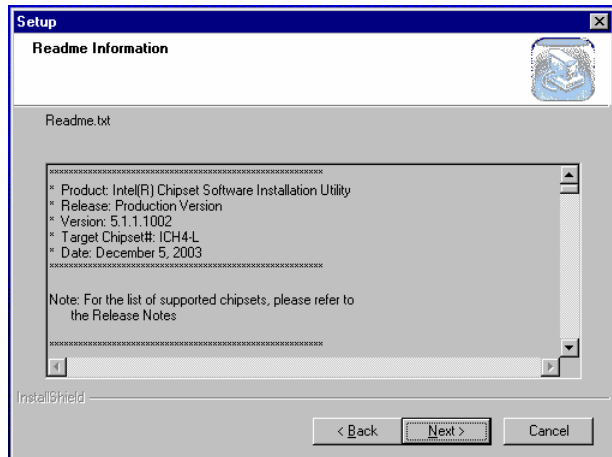 Setup
Readme Information
Readme.txt
************************************************************
* Product: Intel(R) Chipset Software Installation Utility
* Release: Production Version
* Version: 5.1.1.1002
* Target Chipset#: ICH4-L
* Date: December 5, 2003
************************************************************
Note: For the list of supported chipsets, please refer to
the Release Notes
************************************************************
InstallShield
< Back
Next >
Cancel